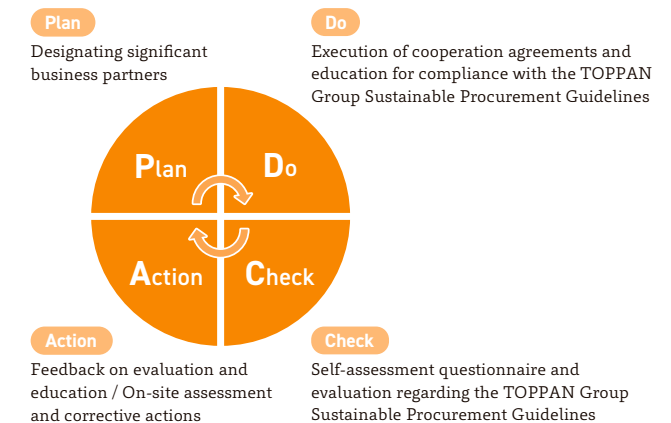 Plan
Designating significant
business partners
Do
Execution of cooperation agreements and
education for compliance with the TOPPAN
Group Sustainable Procurement Guidelines
Plan
Do
Action
Check
Action
Feedback on evaluation and
education / On-site assessment
and corrective actions
Check
Self-assessment questionnaire and
evaluation regarding the TOPPAN Group
Sustainable Procurement Guidelines